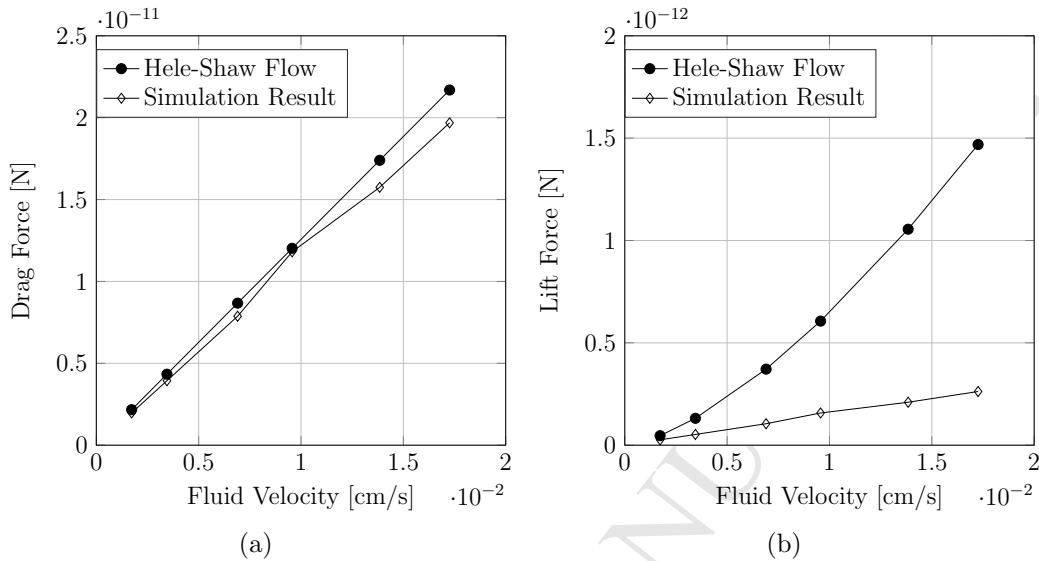 ·10−11
2.5
2
1.5
1
0.5
0
0 0.5 1 1.5 2
·10−2
Drag Force [N]
Fluid Velocity [cm/s]
Hele-Shaw Flow
Simulation Result
(a)
·10−12
2
1.5
1
0.5
0
0 0.5 1 1.5 2
·10−2
Lift Force [N]
Fluid Velocity [cm/s]
Hele-Shaw Flow
Simulation Result
(b)
NU